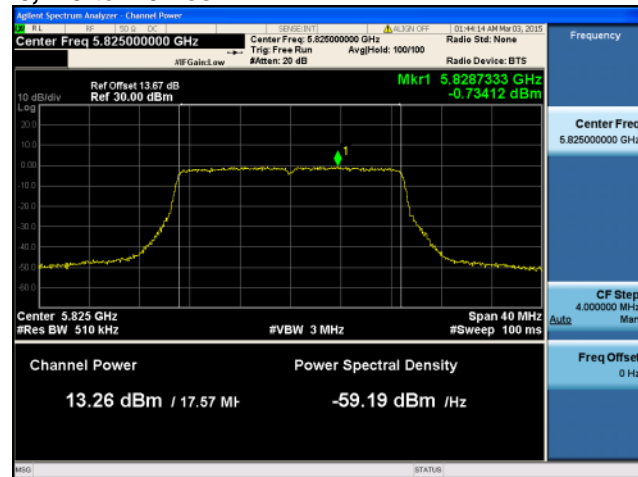 Agilent Spectrum Analyzer - Channel Power
RL RF 50 Ω DC SENSE:INT ALIGN OFF 01:44:14 AM Mar 03, 2015
Center Freq 5.825000000 GHz
Center Freq: 5.825000000 GHz
Radio Std: None
Trig: Free Run Avg|Hold: 100/100
#IFGain:Low #Atten: 20 dB Radio Device: BTS
Frequency
Mkr1 5.8287333 GHz
-0.73412 dBm
Ref Offset 13.67 dB
10 dB/div Ref 30.00 dBm
Log
20.0
10.0
0.00
-10.0
-20.0
-30.0
-40.0
-50.0
-60.0
1
Center 5.825 GHz Span 40 MHz
#Res BW 510 kHz #VBW 3 MHz #Sweep 100 ms
Channel Power Power Spectral Density
13.26 dBm / 17.57 MH -59.19 dBm /Hz
Center Freq
5.825000000 GHz
CF Step
4.000000 MHz
Auto Man
Freq Offset
0 Hz
MSG STATUS